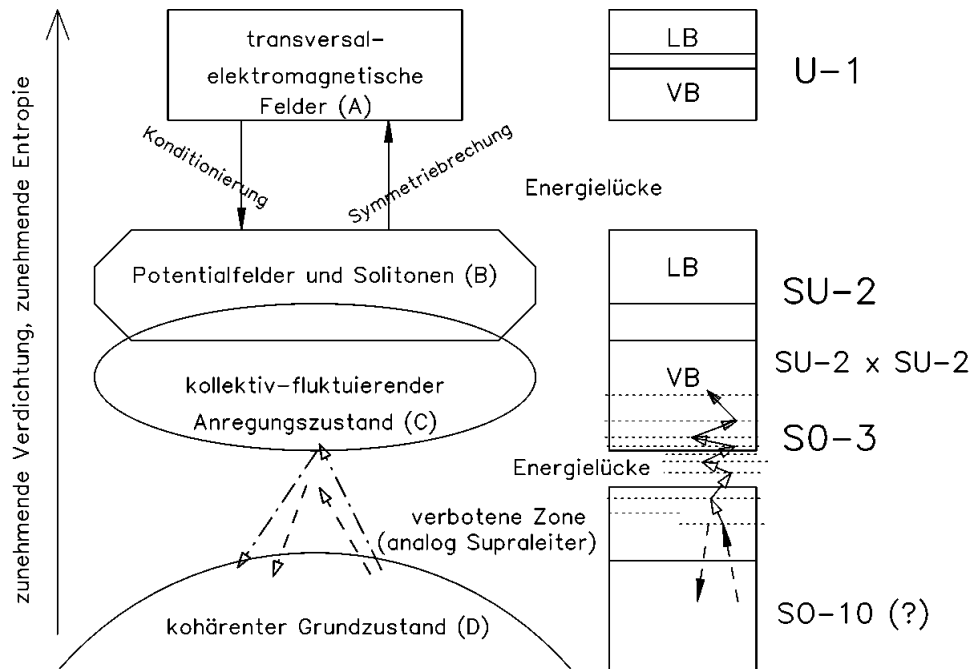 zunehmende Verdichtung, zunehmende Entropie
transversal-
elektromagnetische
Felder (A)
LB
VB
U-1
Konditionierung
Symmetriebrechung
Energielücke
Potentialfelder und Solitonen (B)
LB
SU-2
kollektiv-fluktuierender
Anregungszustand (C)
VB
SU-2 x SU-2
SO-3
Energielücke
verbotene Zone
(analog Supraleiter)
kohärenter Grundzustand (D)
SO-10 (?)